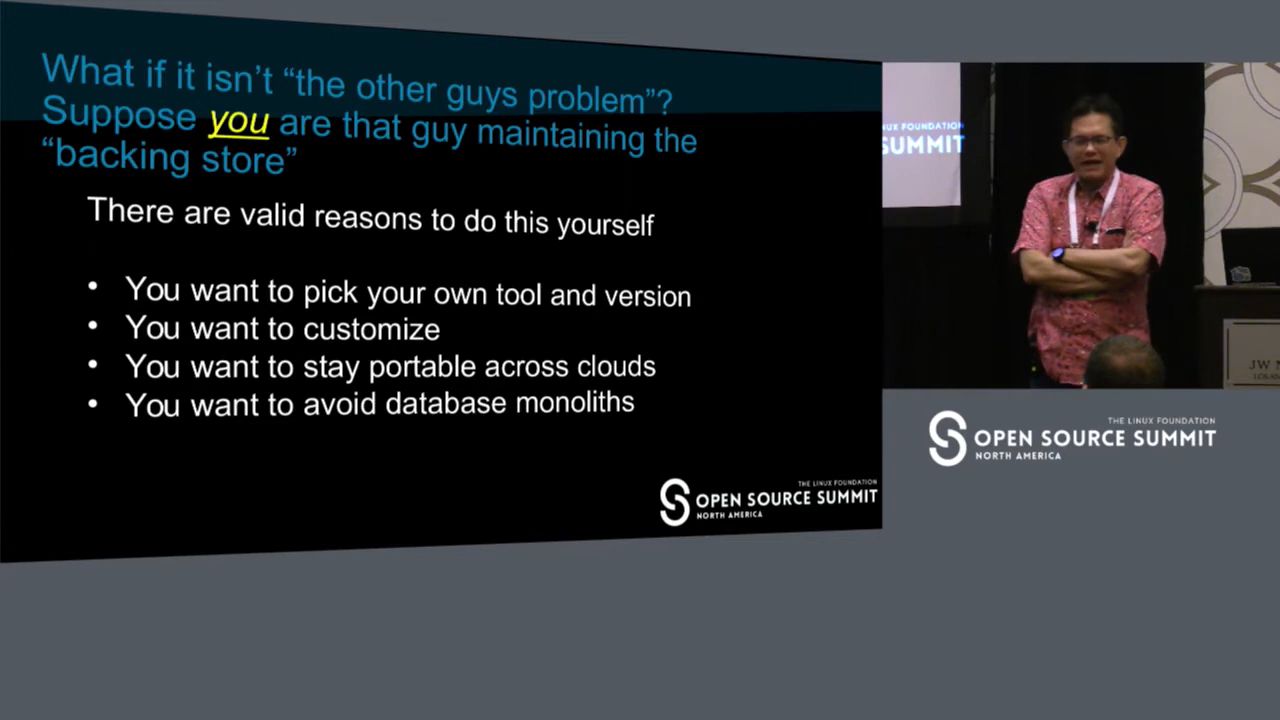 What if it isn't “the other guys problem”?
Suppose you are that guy maintaining the
“backing store”
There are valid reasons to do this yourself
• You want to pick your own tool and version
• You want to customize
• You want to stay portable across clouds
• You want to avoid database monoliths
THE LINUX FOUNDATION
OPEN SOURCE SUMMIT
NORTH AMERICA
UX FOUNDATION
SUMMIT
JW
THE LINUX FOUNDATION
OPEN SOURCE SUMMIT
NORTH AMERICA